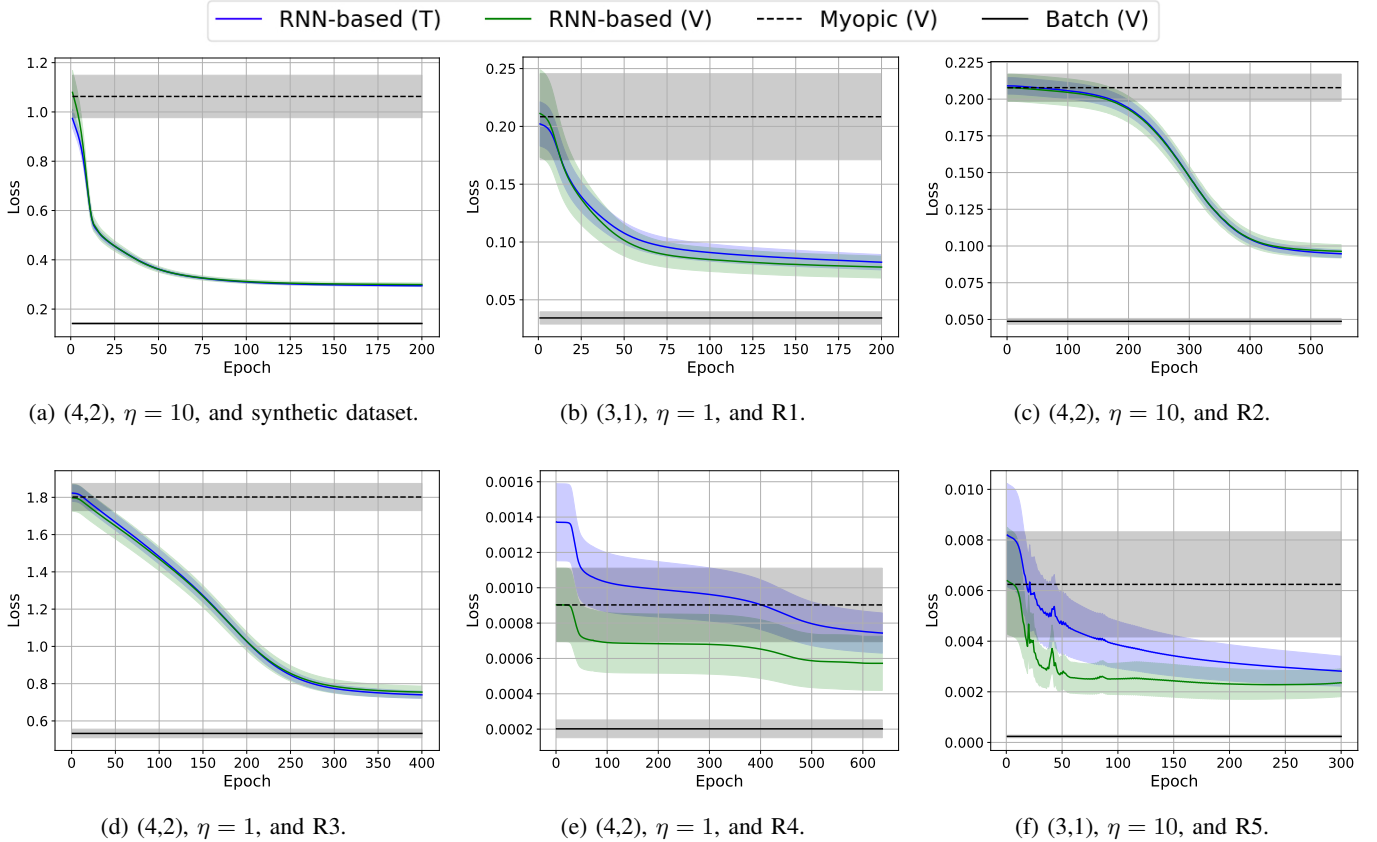 RNN-based (T) RNN-based (V) Myopic (V) Batch (V)
1.2
1.0
0.8
0.6
0.4
0.2
Loss
0 25 50 75 100 125 150 175 200
Epoch
(a) (4,2), η = 10, and synthetic dataset.
0.25
0.20
0.15
0.10
0.05
Loss
0 25 50 75 100 125 150 175 200
Epoch
(b) (3,1), η = 1, and R1.
0.225
0.200
0.175
0.150
0.125
0.100
0.075
0.050
Loss
0 100 200 300 400 500
Epoch
(c) (4,2), η = 10, and R2.
1.8
1.6
1.4
1.2
1.0
0.8
0.6
Loss
0 50 100 150 200 250 300 350 400
Epoch
(d) (4,2), η = 1, and R3.
0.0016
0.0014
0.0012
0.0010
0.0008
0.0006
0.0004
0.0002
Loss
0 100 200 300 400 500 600
Epoch
(e) (4,2), η = 1, and R4.
0.010
0.008
0.006
0.004
0.002
0.000
Loss
0 50 100 150 200 250 300
Epoch
(f) (3,1), η = 10, and R5.